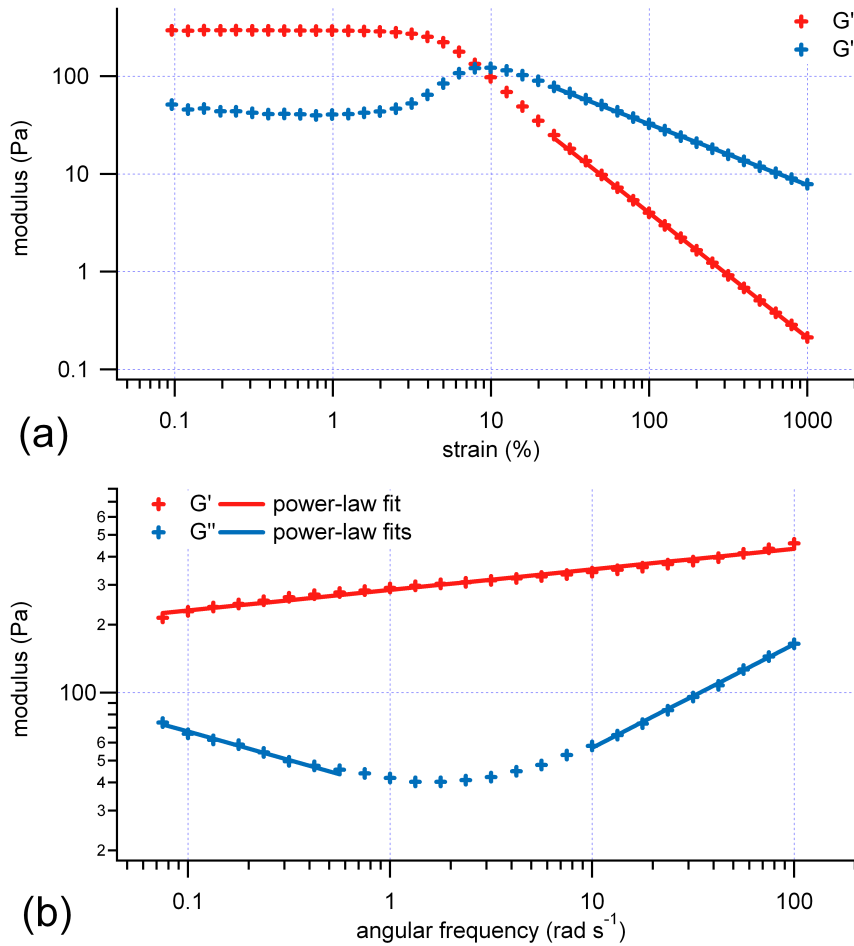 G'
G'
100
10
1
0.1
modulus (Pa)
0.1 1 10 100 1000
strain (%)
(a)
G' power-law fit
G'' power-law fits
6
5
4
3
2
100
6
5
4
3
2
modulus (Pa)
0.1 1 10 100
angular frequency (rad s⁻¹)
(b)